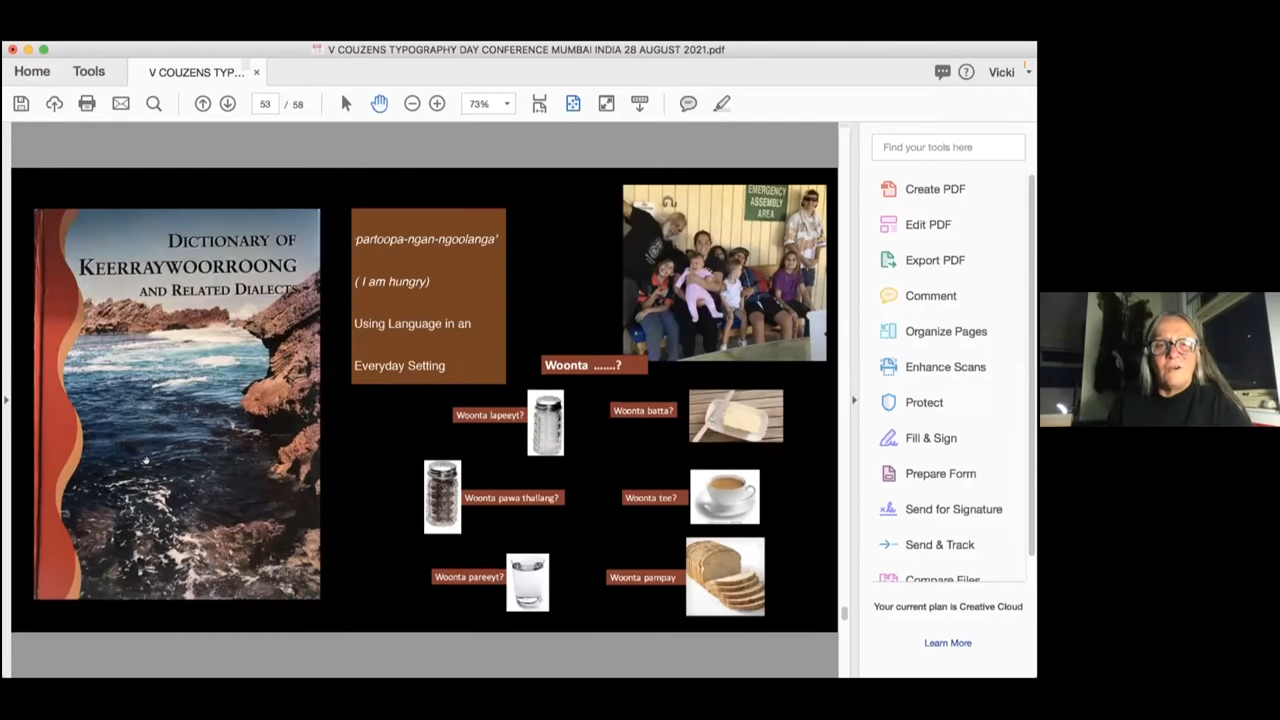 V COUZENS TYPOGRAPHY DAY CONFERENCE MUMBAI INDIA 28 AUGUST 2021.pdf
Home Tools V COUZENS TYP... ×
Vicki
53 / 58
73%
DICTIONARY OF
KEERRAYWOORROONG
AND RELATED DIALECTS
'partoopa-ngan-ngoolanga'
( I am hungry)
Using Language in an
Everyday Setting
EMERGENCY
ASSEMBLY
AREA
Woonta .......?
Woonta lapeeyt?
Woonta batta?
Woonta pawa thallang?
Woonta tee?
Woonta pareeyt?
Woonta pampay
Find your tools here
Create PDF
Edit PDF
Export PDF
Comment
Organize Pages
Enhance Scans
Protect
Fill & Sign
Prepare Form
Send for Signature
Send & Track
Compare Files
Your current plan is Creative Cloud
Learn More